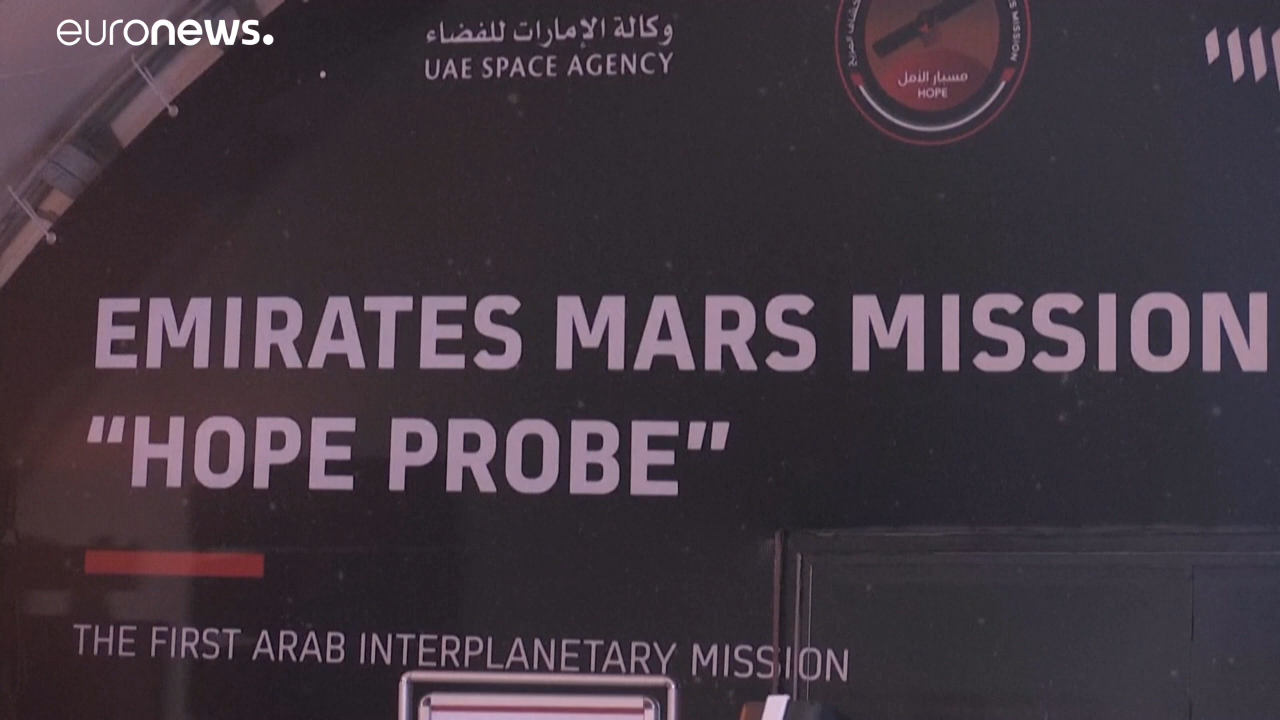 euronews.
وكالة الإمارات للفضاء
UAE SPACE AGENCY
MISSION
مسبار الأمل
HOPE
EMIRATES MARS MISSION
“HOPE PROBE”
THE FIRST ARAB INTERPLANETARY MISSION